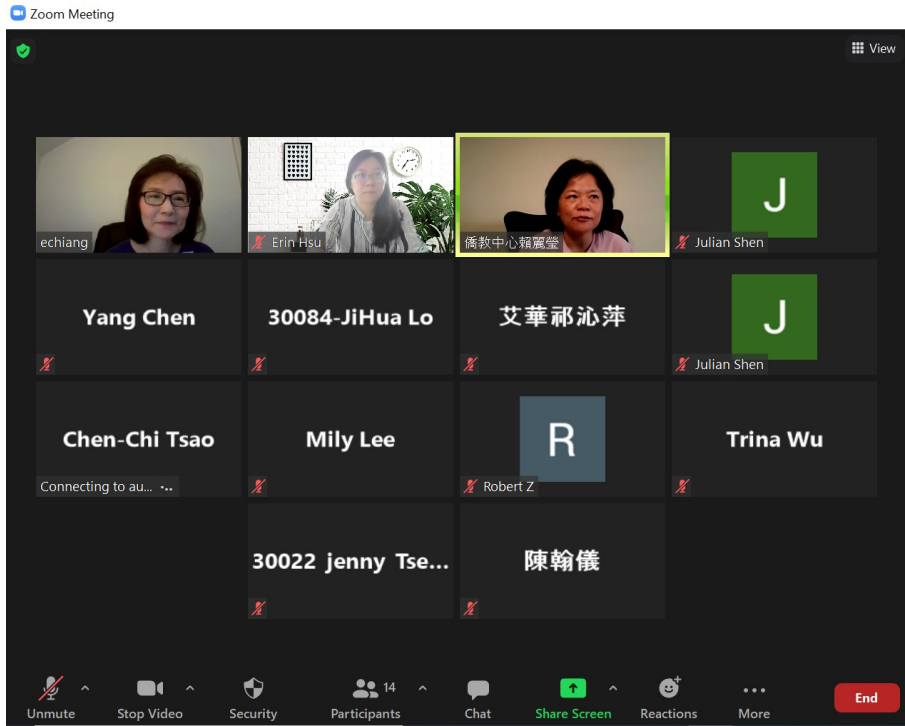 Zoom Meeting
View
echiang
Erin Hsu
僑教中心賴麗瑩
J
Julian Shen
Yang Chen
30084-JiHua Lo
艾華祁沁萍
J
Julian Shen
Chen-Chi Tsao
Connecting to au...
Mily Lee
R
Robert Z
Trina Wu
30022 jenny Tse...
陳翰儀
14
Unmute
Stop Video
Security
Participants
Chat
Share Screen
Reactions
More
End